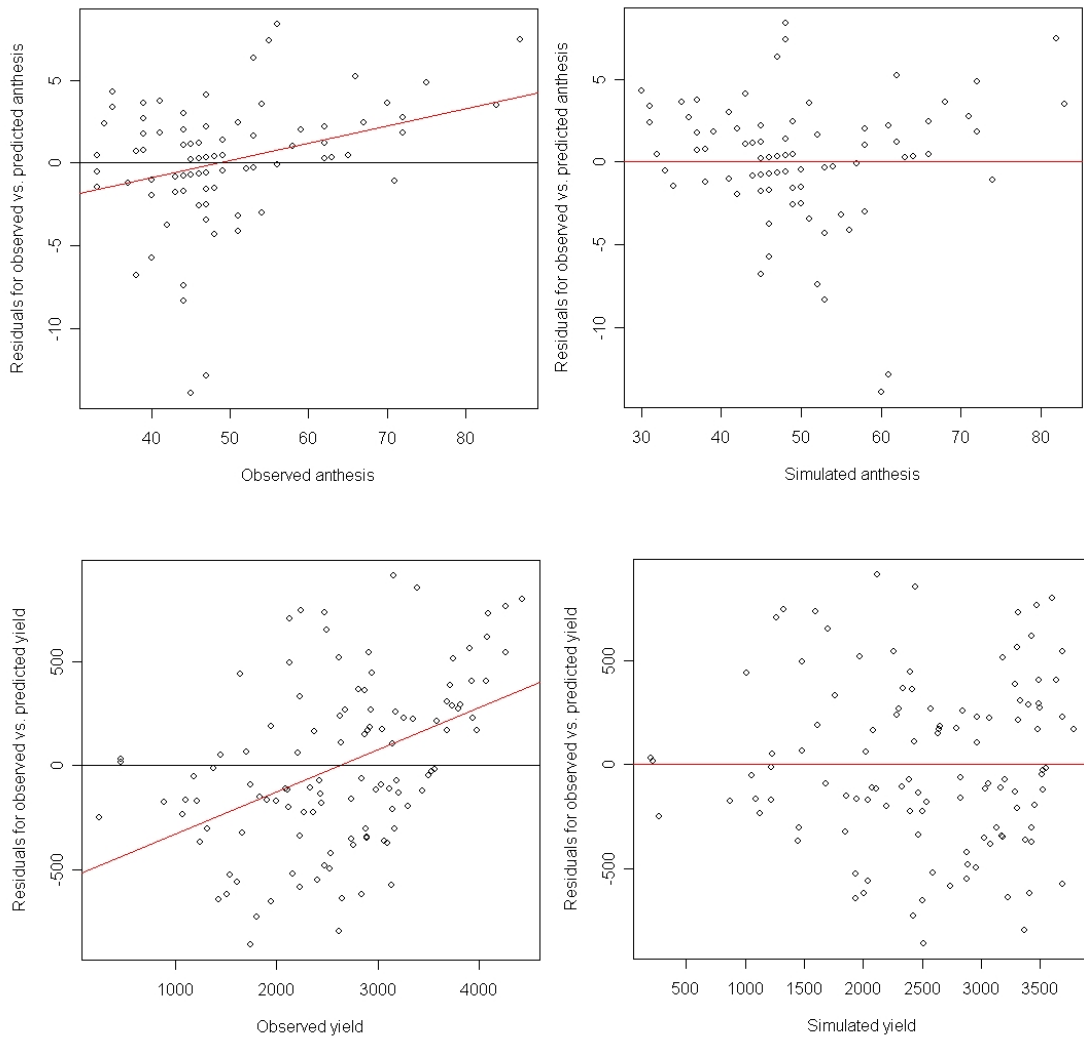 Residuals for observed vs. predicted anthesis
5
0
-5
-10
40 50 60 70 80
Observed anthesis
Residuals for observed vs. predicted anthesis
5
0
-5
-10
30 40 50 60 70 80
Simulated anthesis
Residuals for observed vs. predicted yield
500
0
-500
1000 2000 3000 4000
Observed yield
Residuals for observed vs. predicted yield
500
0
-500
500 1000 1500 2000 2500 3000 3500
Simulated yield